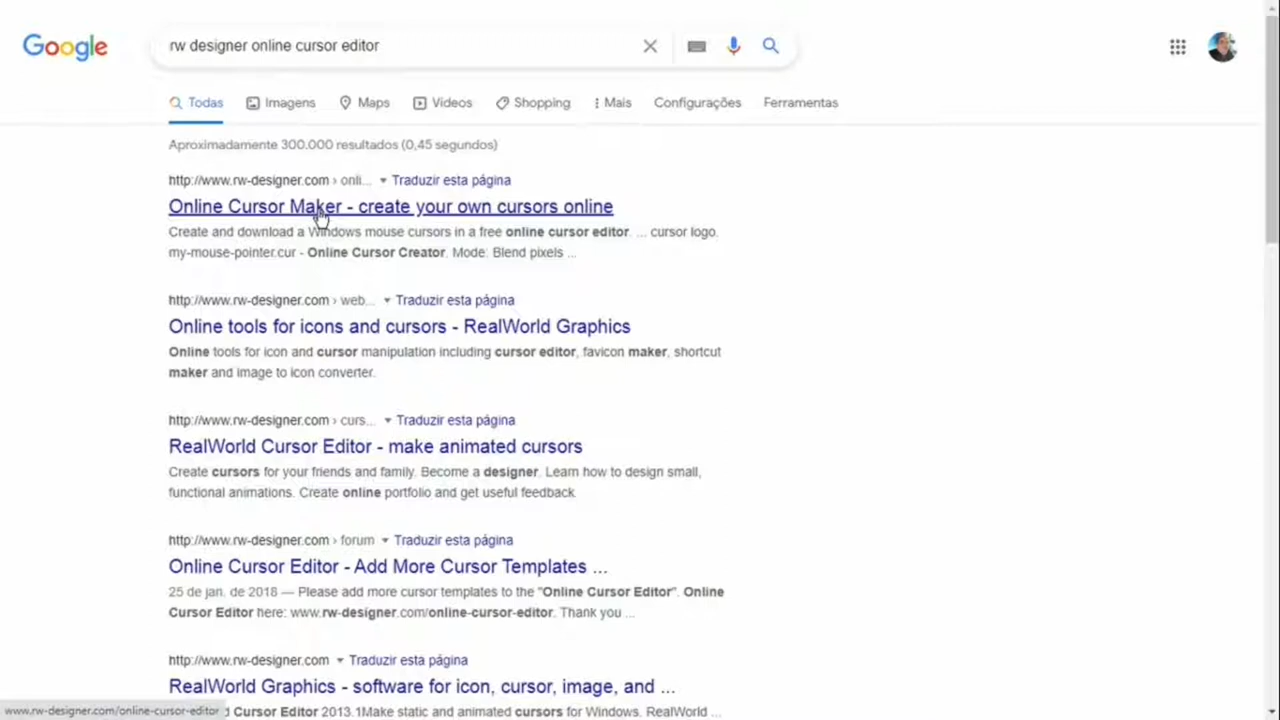 Google
rw designer online cursor editor
Todas Imagens Maps Vídeos Shopping Mais Configurações Ferramentas
Aproximadamente 300.000 resultados (0,45 segundos)
http://www.rw-designer.com › onli... Traduzir esta página
Online Cursor Maker - create your own cursors online
Create and download a Windows mouse cursors in a free online cursor editor. ... cursor logo.
my-mouse-pointer.cur - Online Cursor Creator. Mode: Blend pixels ...
http://www.rw-designer.com › web... Traduzir esta página
Online tools for icons and cursors - RealWorld Graphics
Online tools for icon and cursor manipulation including cursor editor, favicon maker, shortcut
maker and image to icon converter.
http://www.rw-designer.com › curs... Traduzir esta página
RealWorld Cursor Editor - make animated cursors
Create cursors for your friends and family. Become a designer. Learn how to design small,
functional animations. Create online portfolio and get useful feedback.
http://www.rw-designer.com › forum Traduzir esta página
Online Cursor Editor - Add More Cursor Templates ...
25 de jan. de 2018 — Please add more cursor templates to the "Online Cursor Editor". Online
Cursor Editor here: www.rw-designer.com/online-cursor-editor. Thank you ...
http://www.rw-designer.com Traduzir esta página
RealWorld Graphics - software for icon, cursor, image, and ...
Cursor Editor 2013.1Make static and animated cursors for Windows. RealWorld ...
www.rw-designer.com/online-cursor-editor